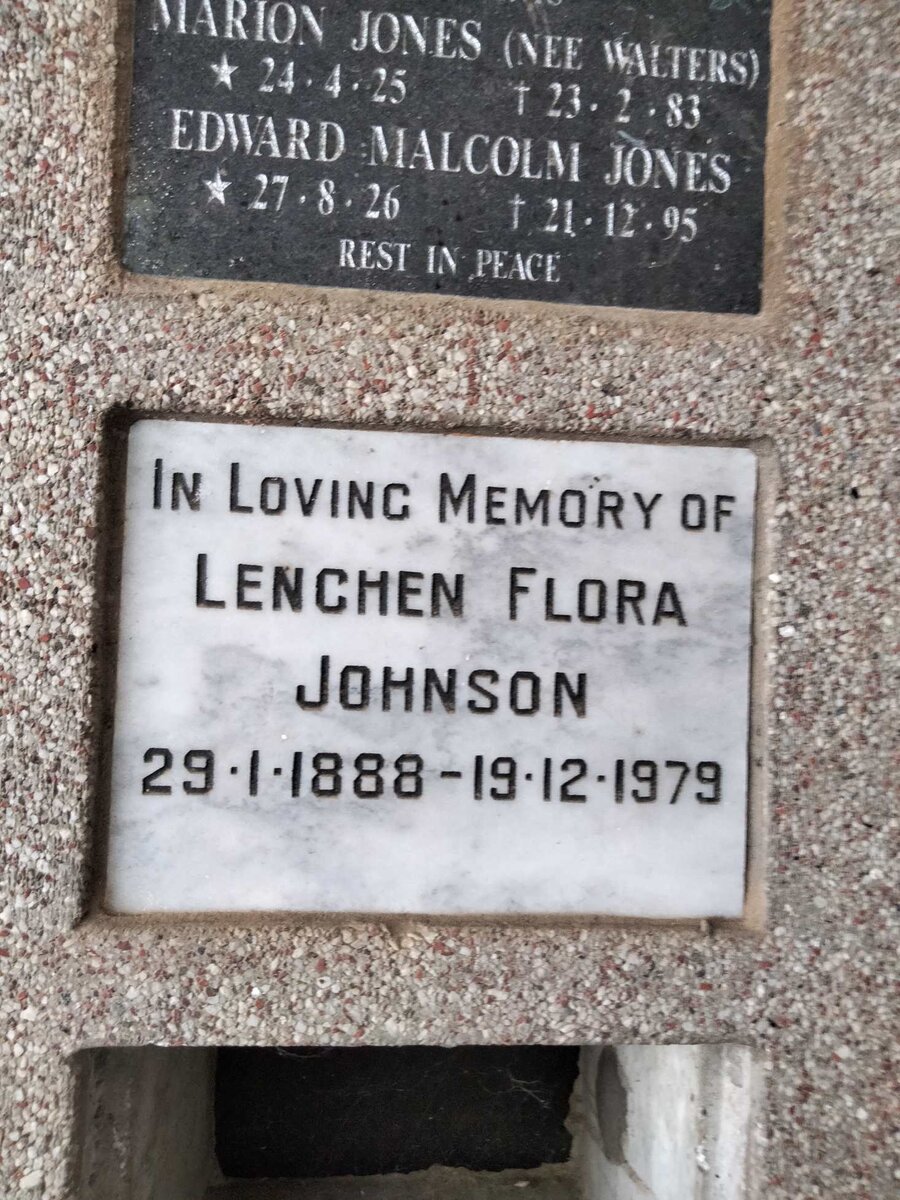 MARION JONES (NEE WALTERS)
★ 24·4·25 † 23·2·83
EDWARD MALCOLM JONES
★ 27·8·26 † 21·12·95
REST IN PEACE
IN LOVING MEMORY OF
LENCHEN FLORA
JOHNSON
29·1·1888-19·12·1979